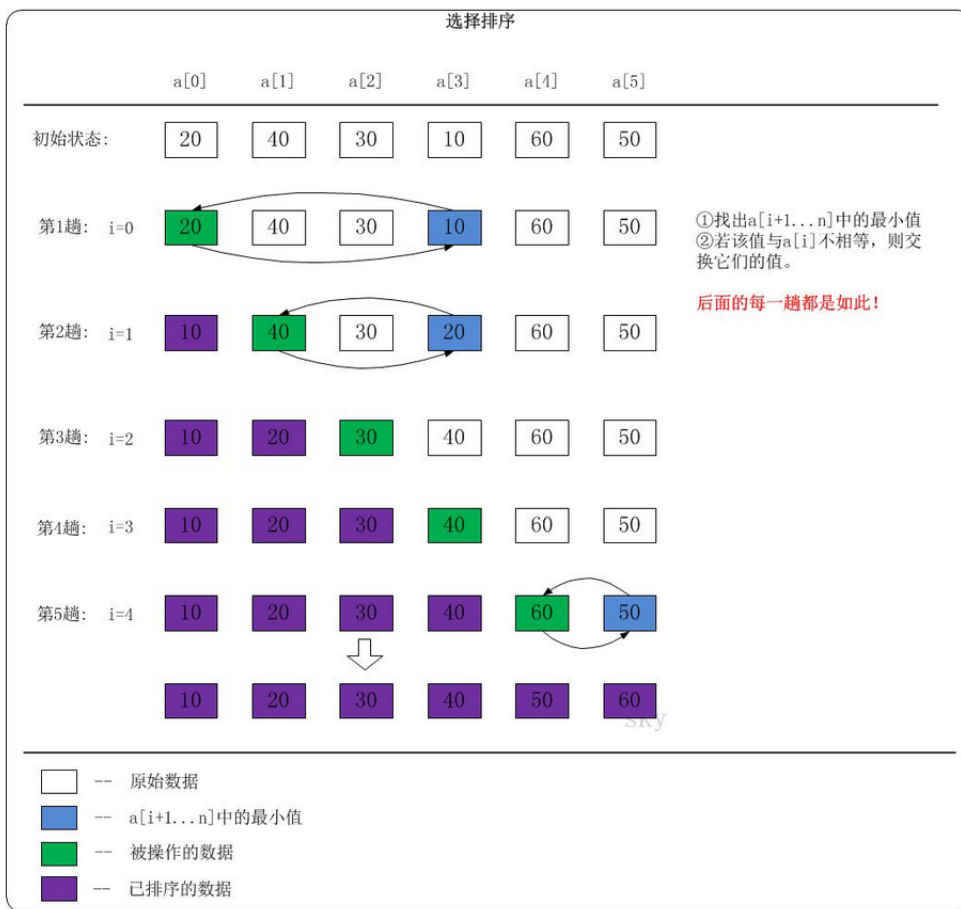 选择排序
a[0] a[1] a[2] a[3] a[4] a[5]
初始状态: 20 40 30 10 60 50
第1趟: i=0 20 40 30 10 60 50
①找出a[i+1...n]中的最小值
②若该值与a[i]不相等，则交
换它们的值。
后面的每一趟都是如此！
第2趟: i=1 10 40 30 20 60 50
第3趟: i=2 10 20 30 40 60 50
第4趟: i=3 10 20 30 40 60 50
第5趟: i=4 10 20 30 40 60 50
10 20 30 40 50 60
sky
-- 原始数据
-- a[i+1...n]中的最小值
-- 被操作的数据
-- 已排序的数据